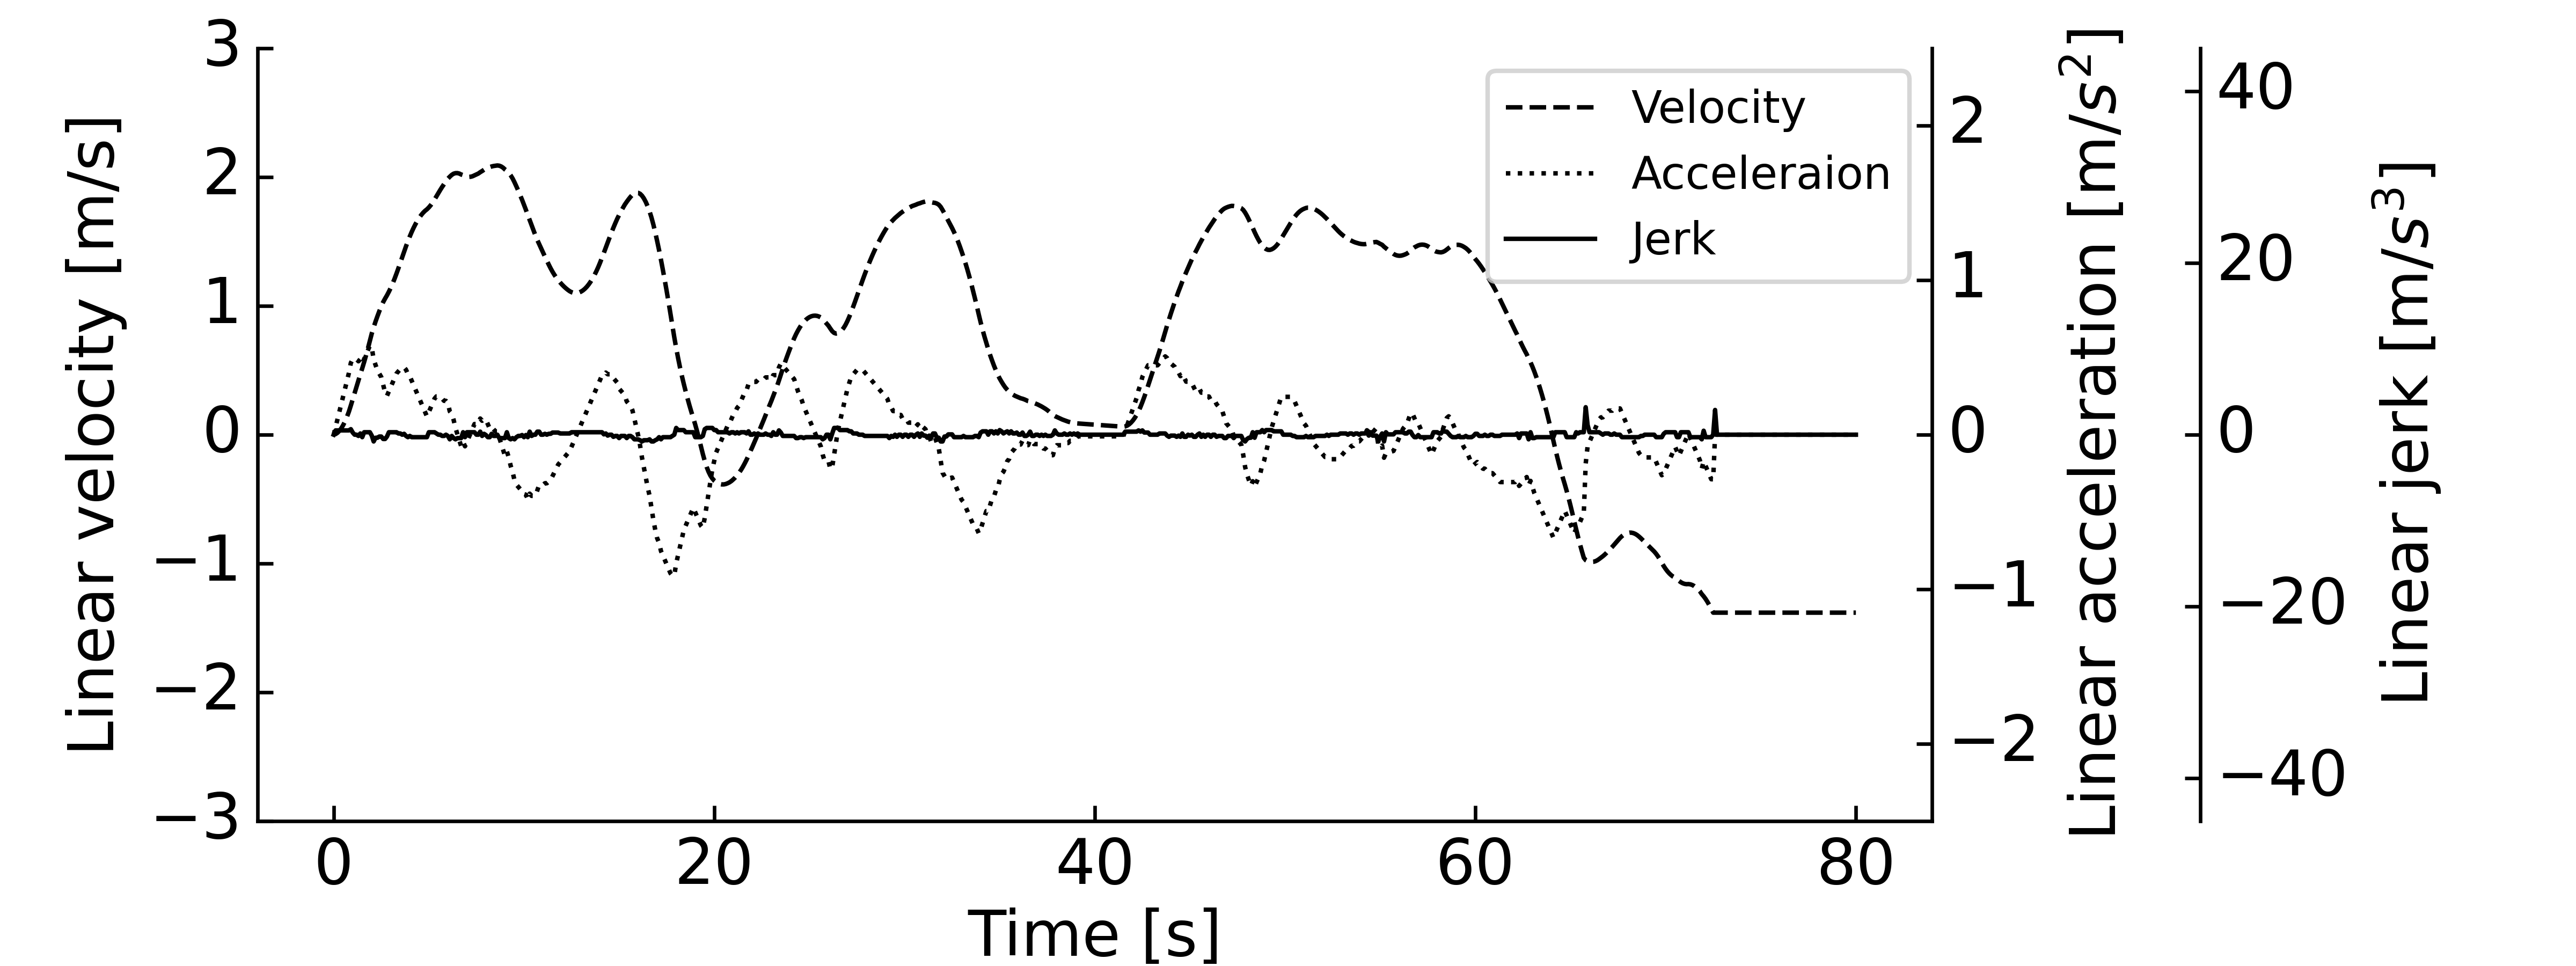 Linear velocity [m/s]
3
2
1
0
−1
−2
−3
0 20 40 60 80
Time [s]
Velocity
Acceleraion
Jerk
2
1
0
−1
−2
Linear acceleration [m/s²]
40
20
0
−20
−40
Linear jerk [m/s³]